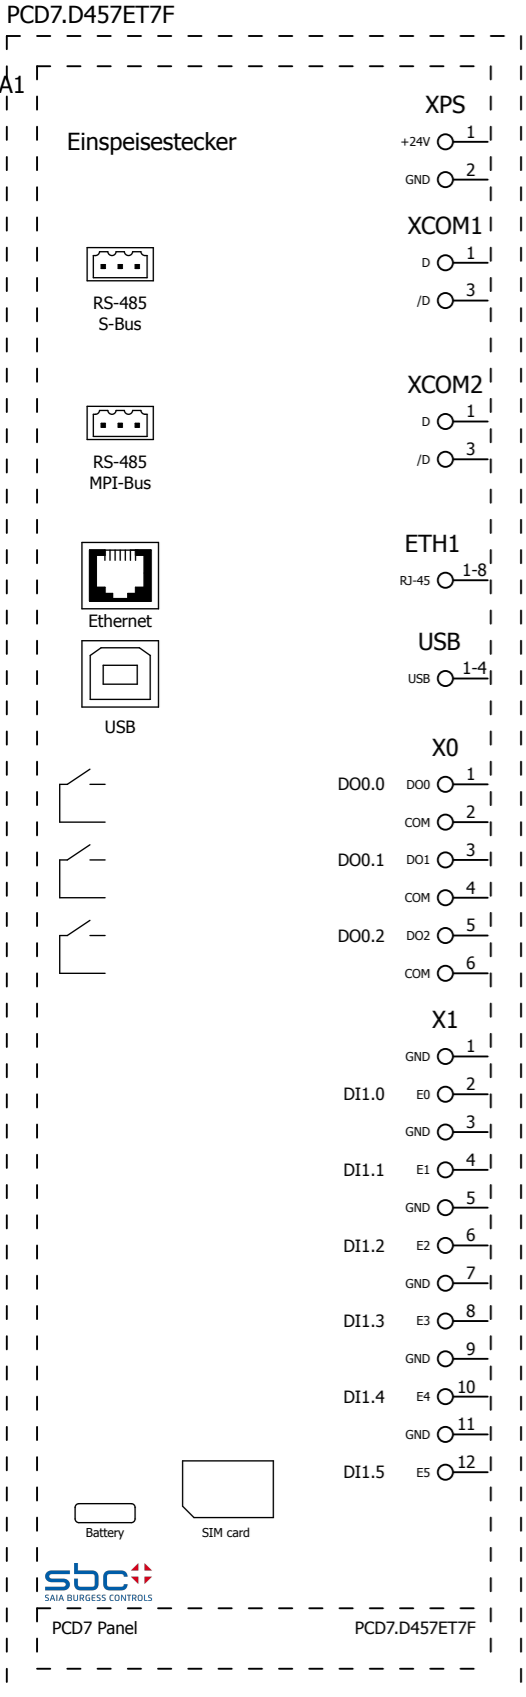 PCD7.D457ET7F
A1
XPS
Einspeisestecker
+24V 1
GND 2
XCOM1
D 1
/D 3
RS-485
S-Bus
XCOM2
D 1
/D 3
RS-485
MPI-Bus
ETH1
RJ-45 1-8
Ethernet
USB
USB 1-4
USB
X0
DO0.0 DO0 1
COM 2
DO0.1 DO1 3
COM 4
DO0.2 DO2 5
COM 6
X1
GND 1
DI1.0 E0 2
GND 3
DI1.1 E1 4
GND 5
DI1.2 E2 6
GND 7
DI1.3 E3 8
GND 9
DI1.4 E4 10
GND 11
DI1.5 E5 12
Battery SIM card
sbc
SAIA BURGESS CONTROLS
PCD7 Panel PCD7.D457ET7F